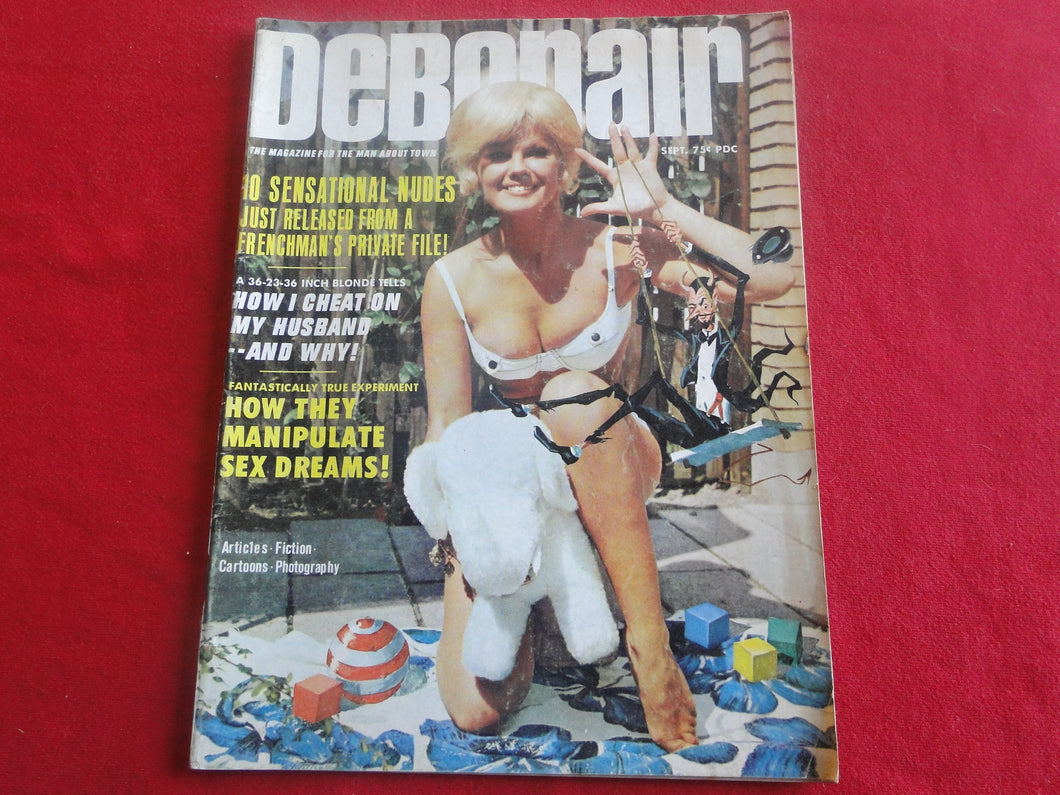 DeBonair
THE MAGAZINE FOR THE MAN ABOUT TOWN
SEPT. 75¢ PDC
10 SENSATIONAL NUDES
JUST RELEASED FROM A
FRENCHMAN'S PRIVATE FILE!
A 36-23-36 INCH BLONDE TELLS
HOW I CHEAT ON
MY HUSBAND
--AND WHY!
FANTASTICALLY TRUE EXPERIMENT
HOW THEY
MANIPULATE
SEX DREAMS!
Articles · Fiction ·
Cartoons · Photography